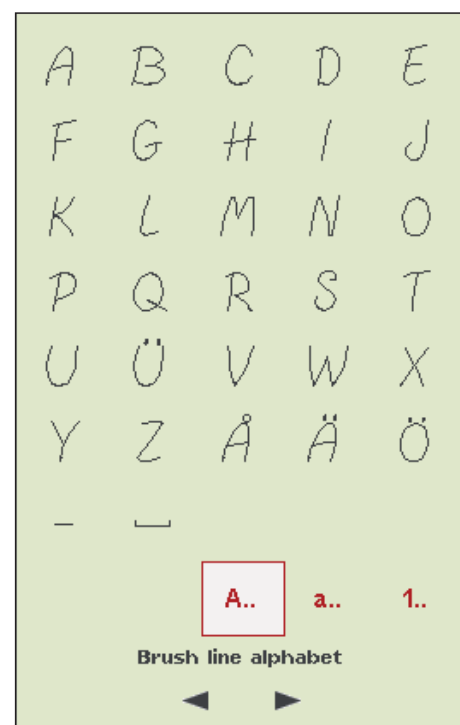 A B C D E
F G H I J
K L M N O
P Q R S T
U Ü V W X
Y Z Å Ä Ö
– ⎵
A.. a.. 1..
Brush line alphabet
◀ ▶